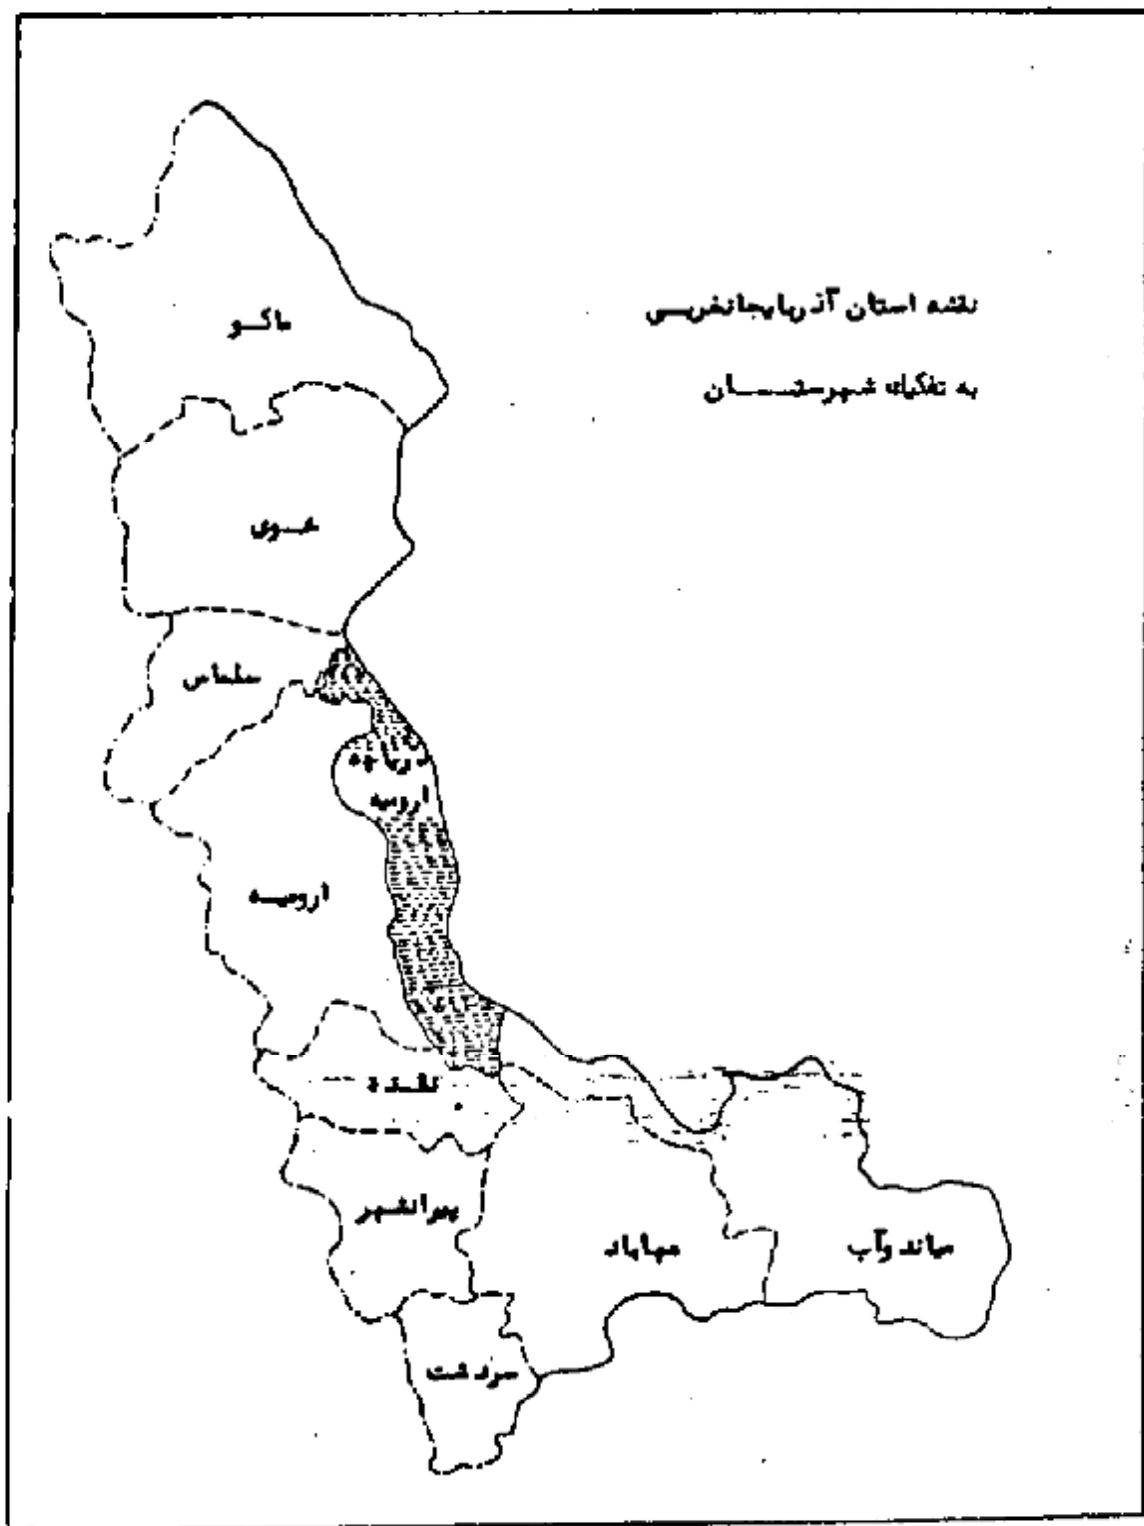 نقشه استان آذربایجانغربی
به تفکیک شهرستان
ماکو
خوی
سلماس
دریاچه
ارومیه
ارومیه
نقده
پیرانشهر
مهاباد
میاندوآب
سردشت